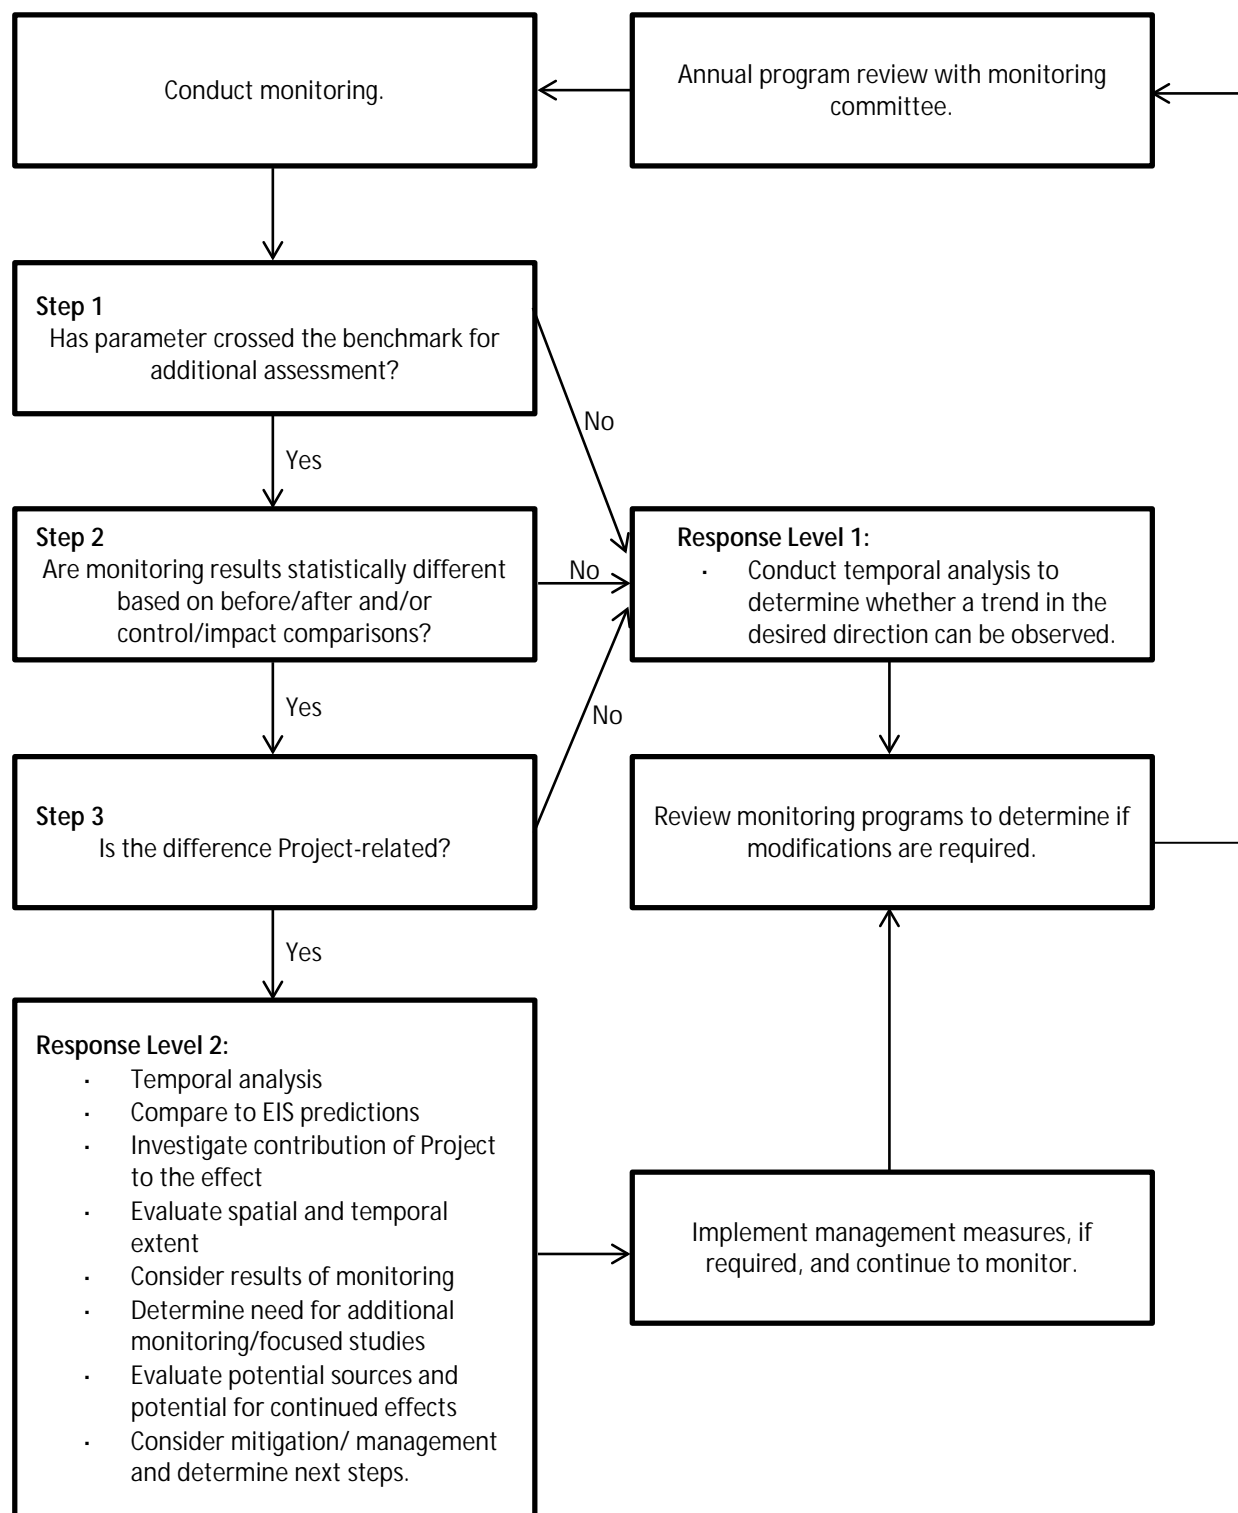 Conduct monitoring.
Annual program review with monitoring
committee.
Step 1
Has parameter crossed the benchmark for
additional assessment?
No
Yes
Step 2
Are monitoring results statistically different
based on before/after and/or
control/impact comparisons?
No
Response Level 1:
· Conduct temporal analysis to
determine whether a trend in the
desired direction can be observed.
Yes
No
Step 3
Is the difference Project-related?
Review monitoring programs to determine if
modifications are required.
Yes
Response Level 2:
· Temporal analysis
· Compare to EIS predictions
· Investigate contribution of Project
to the effect
· Evaluate spatial and temporal
extent
· Consider results of monitoring
· Determine need for additional
monitoring/focused studies
· Evaluate potential sources and
potential for continued effects
· Consider mitigation/ management
and determine next steps.
Implement management measures, if
required, and continue to monitor.